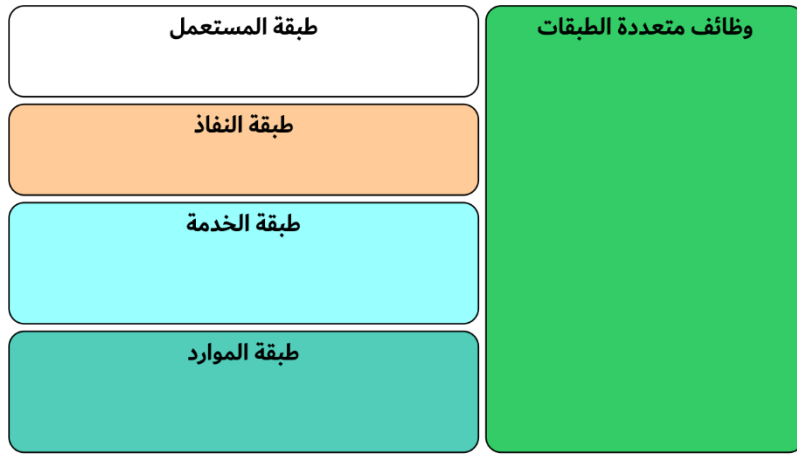 وظائف متعددة الطبقات
طبقة المستعمل
طبقة النفاذ
طبقة الخدمة
طبقة الموارد